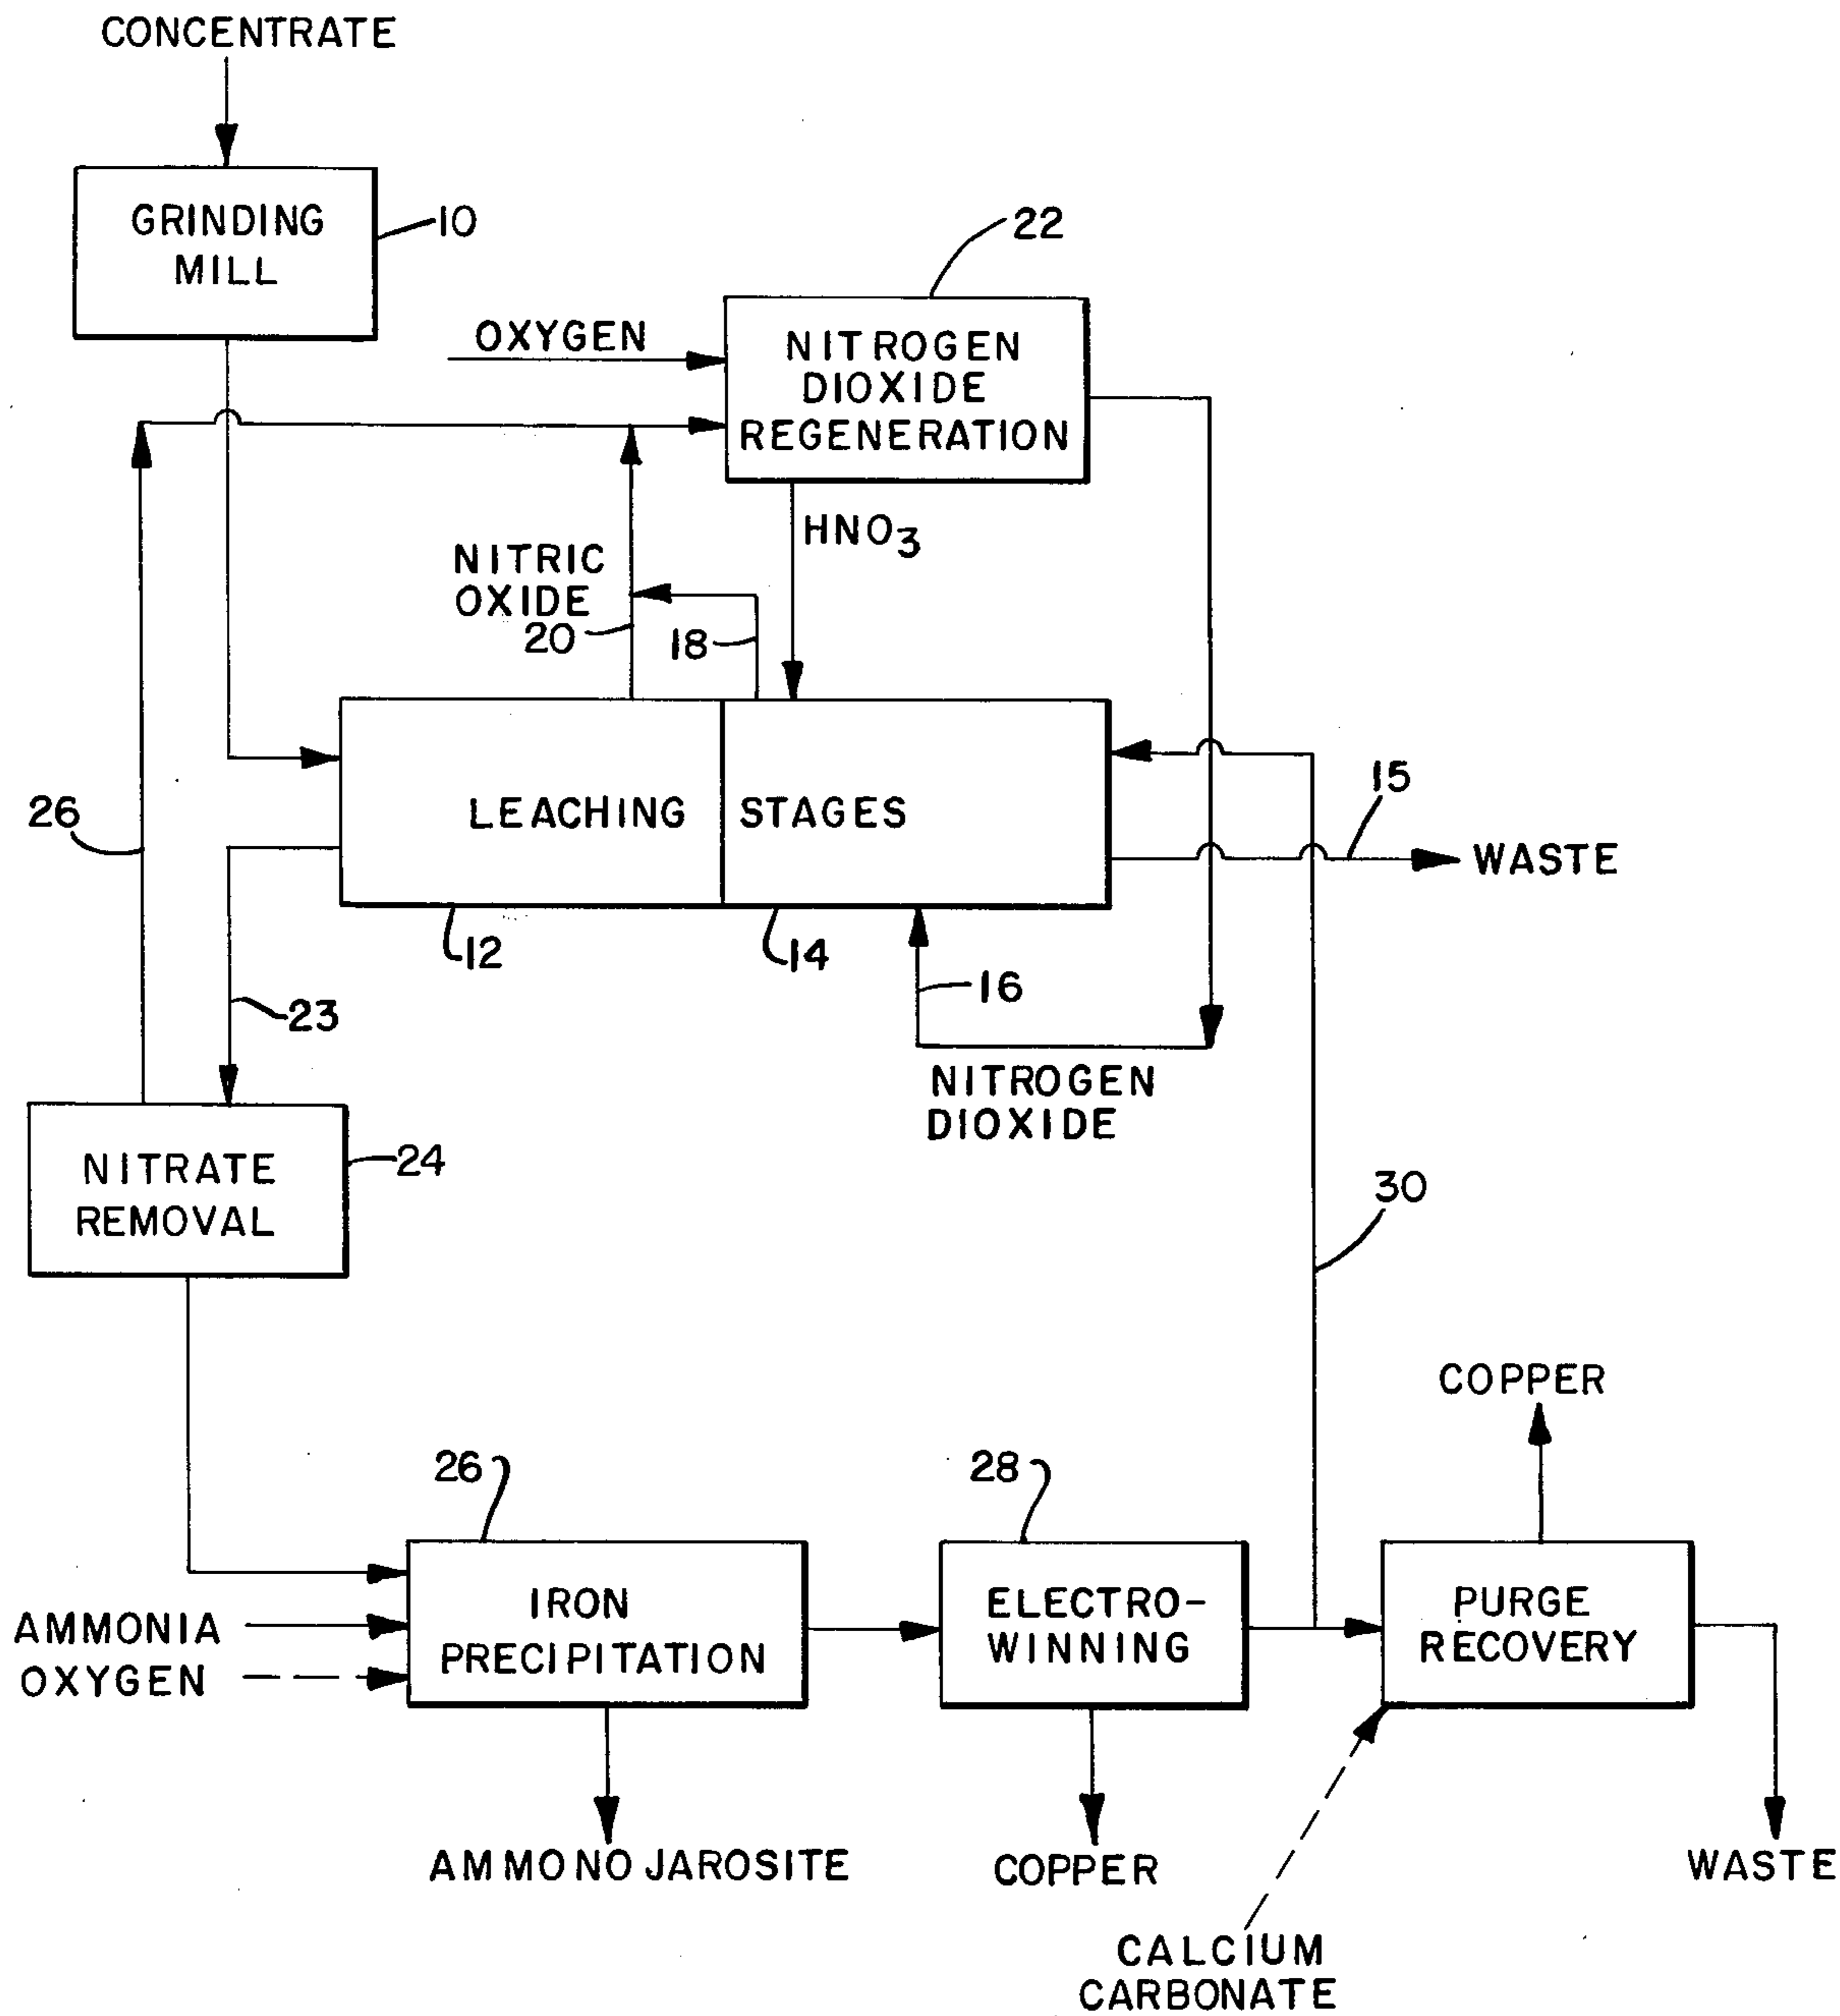 CONCENTRATE
GRINDING
MILL
10
22
OXYGEN
NITROGEN
DIOXIDE
REGENERATION
HNO3
NITRIC
OXIDE
20
18
26
LEACHING STAGES
15
WASTE
12
14
16
23
NITROGEN
DIOXIDE
NITRATE
REMOVAL
24
30
COPPER
26
28
IRON
PRECIPITATION
ELECTRO-
WINNING
PURGE
RECOVERY
AMMONIA
OXYGEN
AMMONO JAROSITE
COPPER
WASTE
CALCIUM
CARBONATE